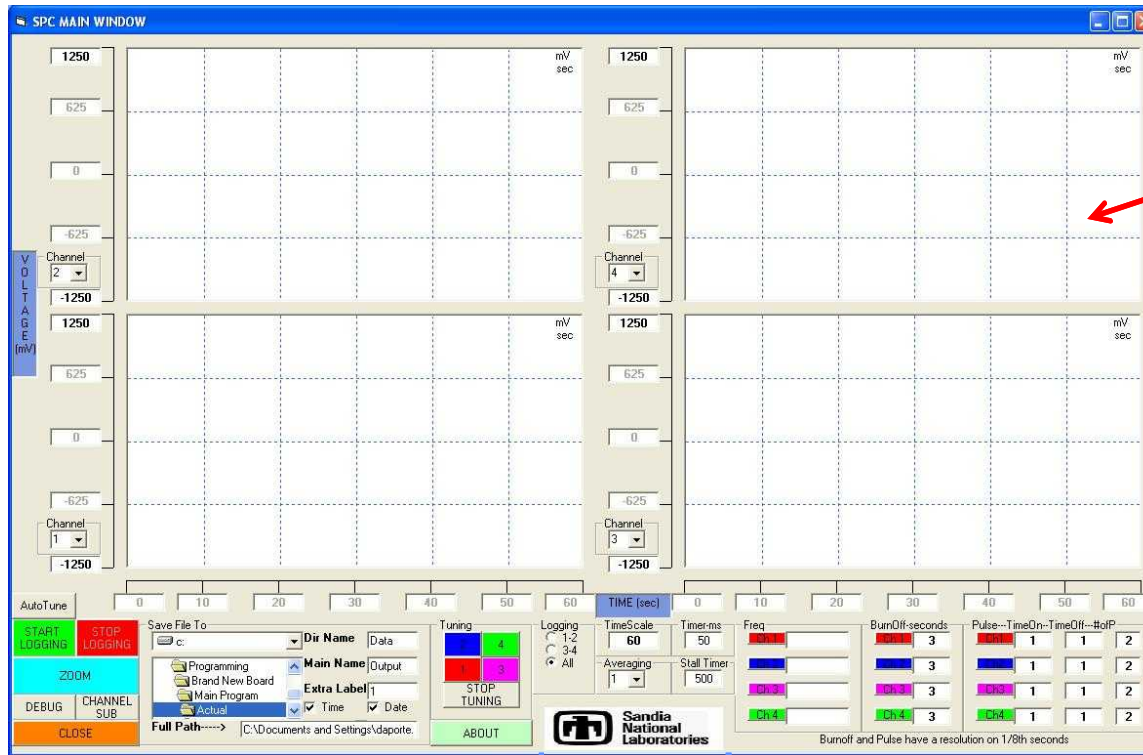 SPC MAIN WINDOW
1250
625
0
-625
Channel
2
-1250
mV
sec
1250
625
0
-625
Channel
4
-1250
mV
sec
VOLTAGE
(mV)
1250
625
0
-625
Channel
1
-1250
mV
sec
1250
625
0
-625
Channel
3
-1250
mV
sec
AutoTune
0 10 20 30 40 50 60 TIME (sec) 0 10 20 30 40 50 60
START LOGGING
STOP LOGGING
ZOOM
DEBUG
CHANNEL SUB
CLOSE
Save File To
c:
Programming
Brand New Board
Main Program
Actual
Dir Name Data
Main Name Output
Extra Label 1
Time Date
Full Path-----> C:\Documents and Settings\daporte.
Tuning
2 4
1 3
STOP TUNING
ABOUT
Logging
1-2
3-4
All
TimeScale
60
Timer-ms
50
Averaging
1
Stall Timer
500
Sandia
National
Laboratories
Freq
Ch 1
Ch 2
Ch 3
Ch 4
BurnOff-seconds
Ch 1 3
Ch 2 3
Ch 3 3
Ch 4 3
Pulse---TimeOn--TimeOff---#ofP
Ch1 1 1 2
Ch2 1 1 2
Ch3 1 1 2
Ch4 1 1 2
Burnoff and Pulse have a resolution on 1/8th seconds